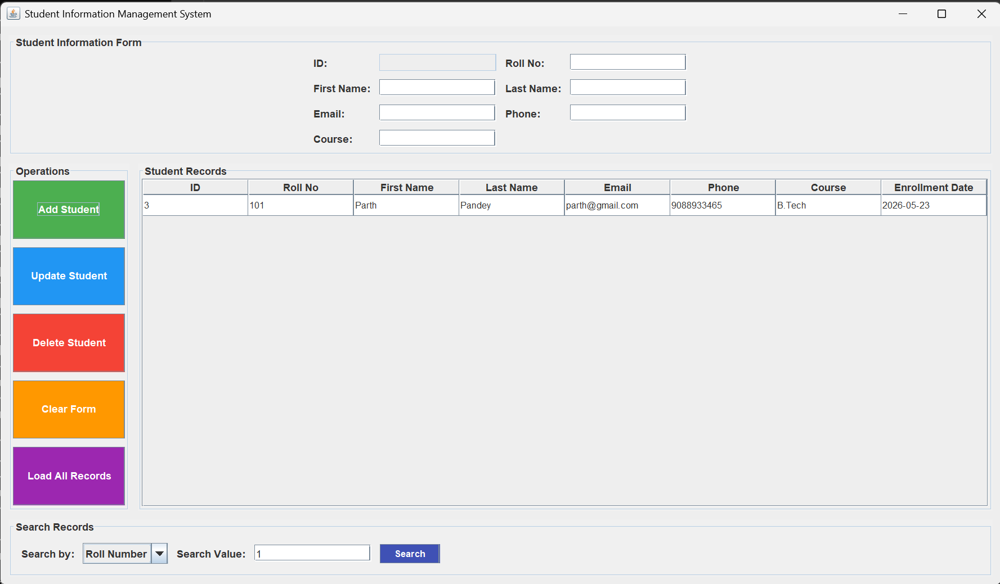 Student Information Management System
Student Information Form
ID: Roll No:
First Name: Last Name:
Email: Phone:
Course:
Operations
Add Student
Update Student
Delete Student
Clear Form
Load All Records
Student Records
ID Roll No First Name Last Name Email Phone Course Enrollment Date
3 101 Parth Pandey parth@gmail.com 9088933465 B.Tech 2026-05-23
Search Records
Search by: Roll Number Search Value: 1 Search